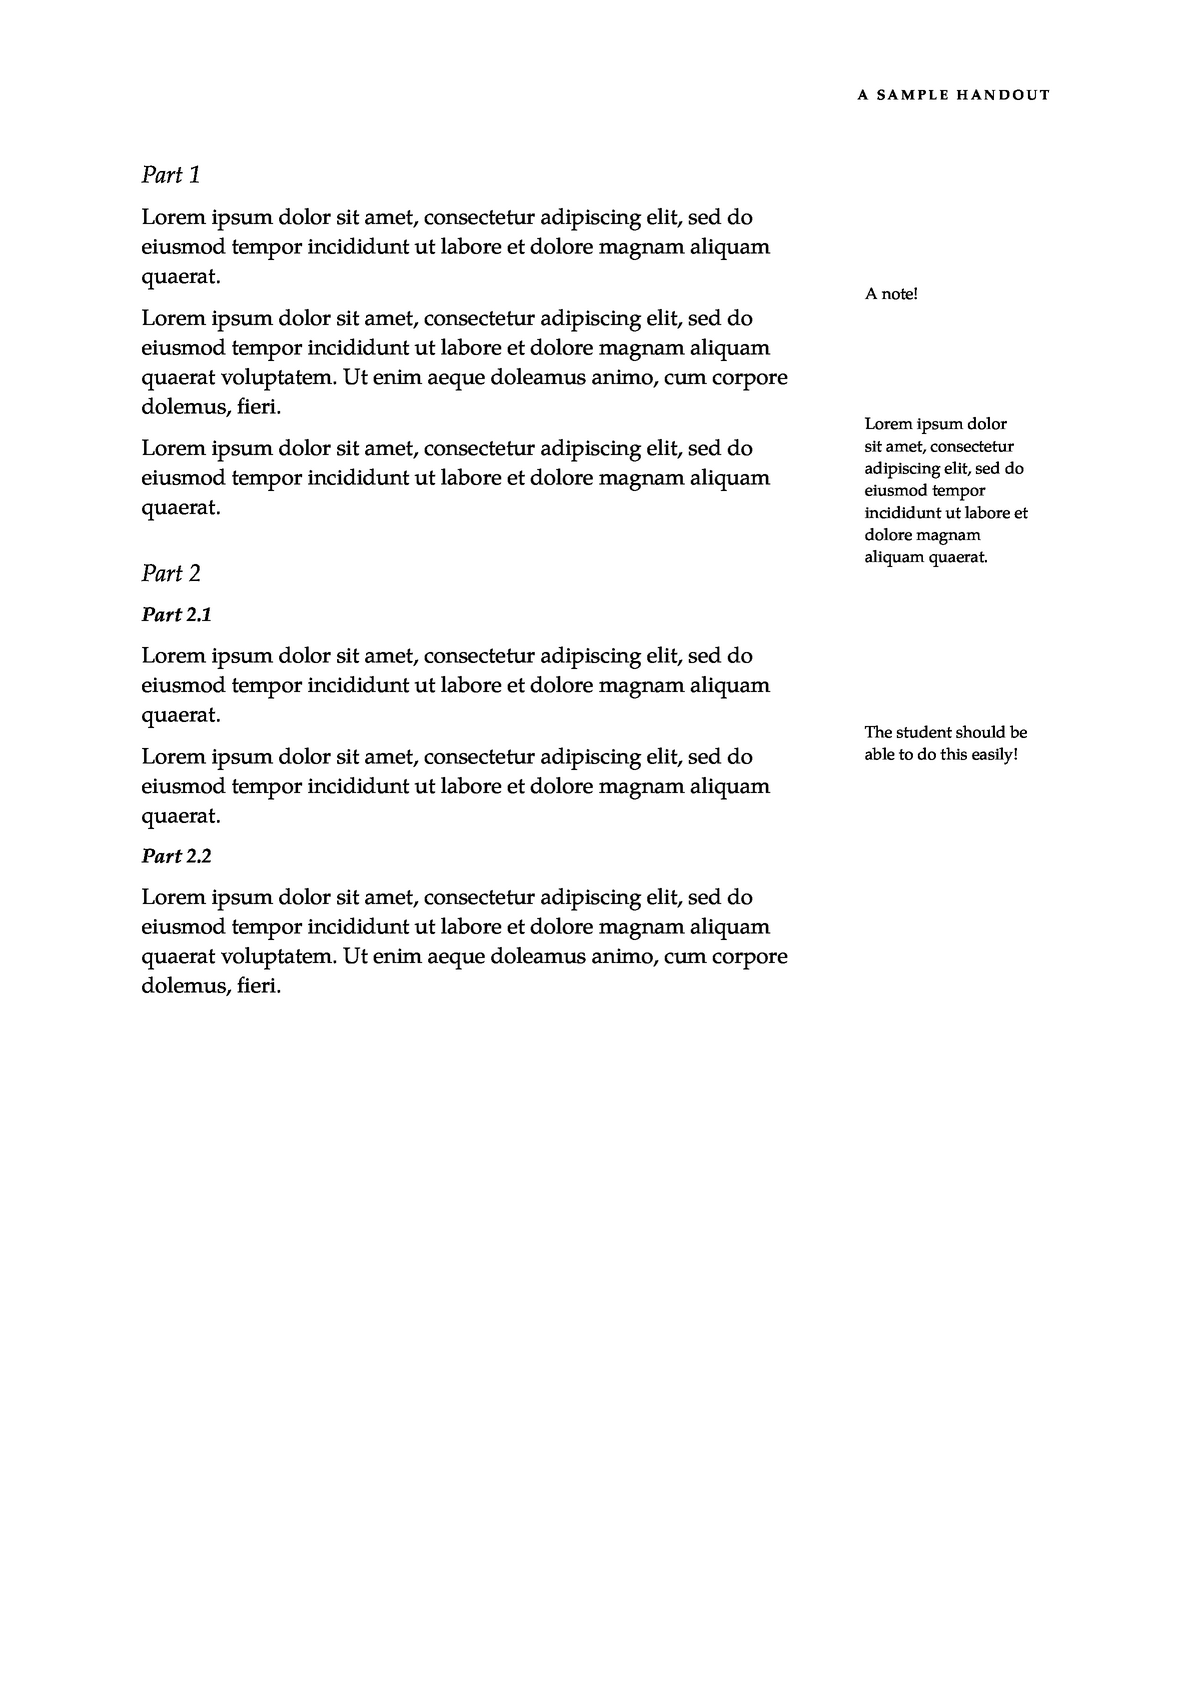 A SAMPLE HANDOUT
Part 1
Lorem ipsum dolor sit amet, consectetur adipiscing elit, sed do
eiusmod tempor incididunt ut labore et dolore magnam aliquam
quaerat.
A note!
Lorem ipsum dolor sit amet, consectetur adipiscing elit, sed do
eiusmod tempor incididunt ut labore et dolore magnam aliquam
quaerat voluptatem. Ut enim aeque doleamus animo, cum corpore
dolemus, fieri.
Lorem ipsum dolor
sit amet, consectetur
adipiscing elit, sed do
eiusmod tempor
incididunt ut labore et
dolore magnam
aliquam quaerat.
Lorem ipsum dolor sit amet, consectetur adipiscing elit, sed do
eiusmod tempor incididunt ut labore et dolore magnam aliquam
quaerat.
Part 2
Part 2.1
Lorem ipsum dolor sit amet, consectetur adipiscing elit, sed do
eiusmod tempor incididunt ut labore et dolore magnam aliquam
quaerat.
The student should be
able to do this easily!
Lorem ipsum dolor sit amet, consectetur adipiscing elit, sed do
eiusmod tempor incididunt ut labore et dolore magnam aliquam
quaerat.
Part 2.2
Lorem ipsum dolor sit amet, consectetur adipiscing elit, sed do
eiusmod tempor incididunt ut labore et dolore magnam aliquam
quaerat voluptatem. Ut enim aeque doleamus animo, cum corpore
dolemus, fieri.